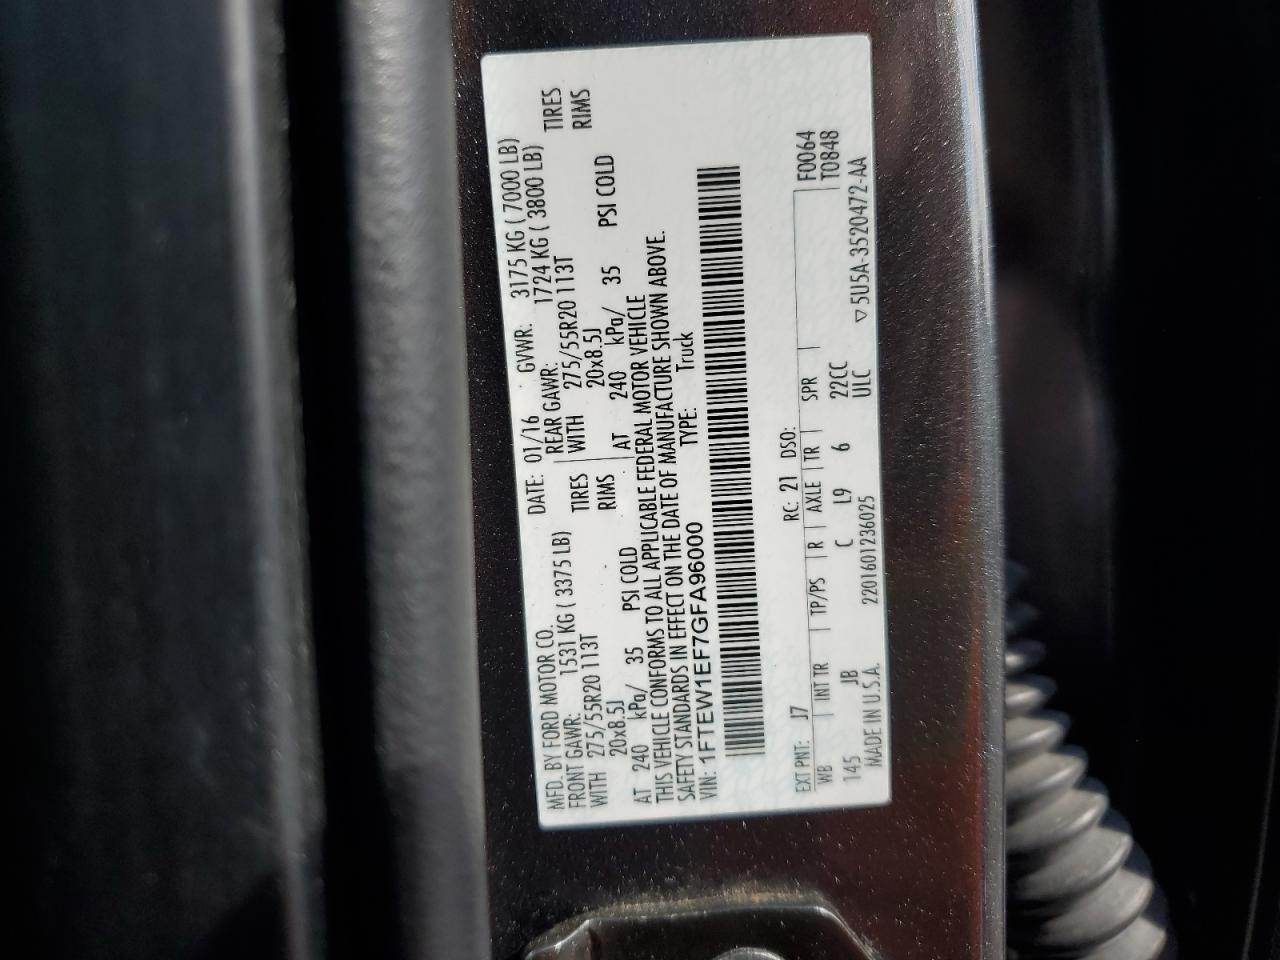 MFD. BY FORD MOTOR CO. DATE: 01/16 GVWR: 3175 KG ( 7000 LB)
FRONT GAWR: 1531 KG ( 3375 LB) REAR GAWR: 1724 KG ( 3800 LB)
WITH 275/55R20 113T TIRES WITH 275/55R20 113T TIRES
20x8.5J RIMS 20x8.5J RIMS
AT 240 kPa/ 35 PSI COLD AT 240 kPa/ 35 PSI COLD
THIS VEHICLE CONFORMS TO ALL APPLICABLE FEDERAL MOTOR VEHICLE
SAFETY STANDARDS IN EFFECT ON THE DATE OF MANUFACTURE SHOWN ABOVE.
VIN: 1FTEW1EF7GFA96000 TYPE: Truck
EXT PNT: J7 RC: 21 DSO: F0064
WB INT TR TP/PS R AXLE TR SPR T0848
145 JB C L9 6 22CC
MADE IN U.S.A. 2201601236025 ULC ▽ 5U5A-3520472-AA